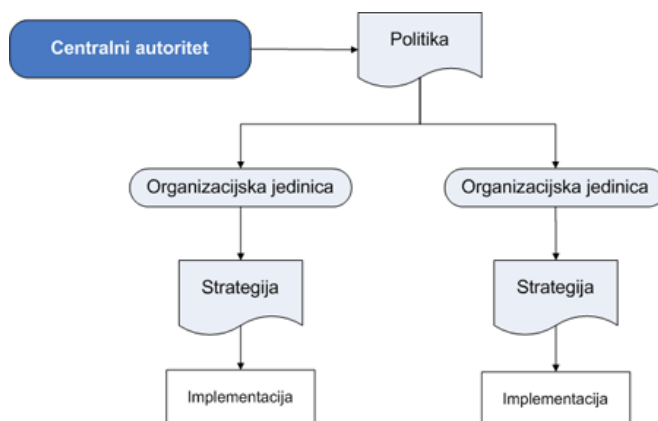 Centralni autoritet
Politika
Organizacijska jedinica
Organizacijska jedinica
Strategija
Strategija
Implementacija
Implementacija